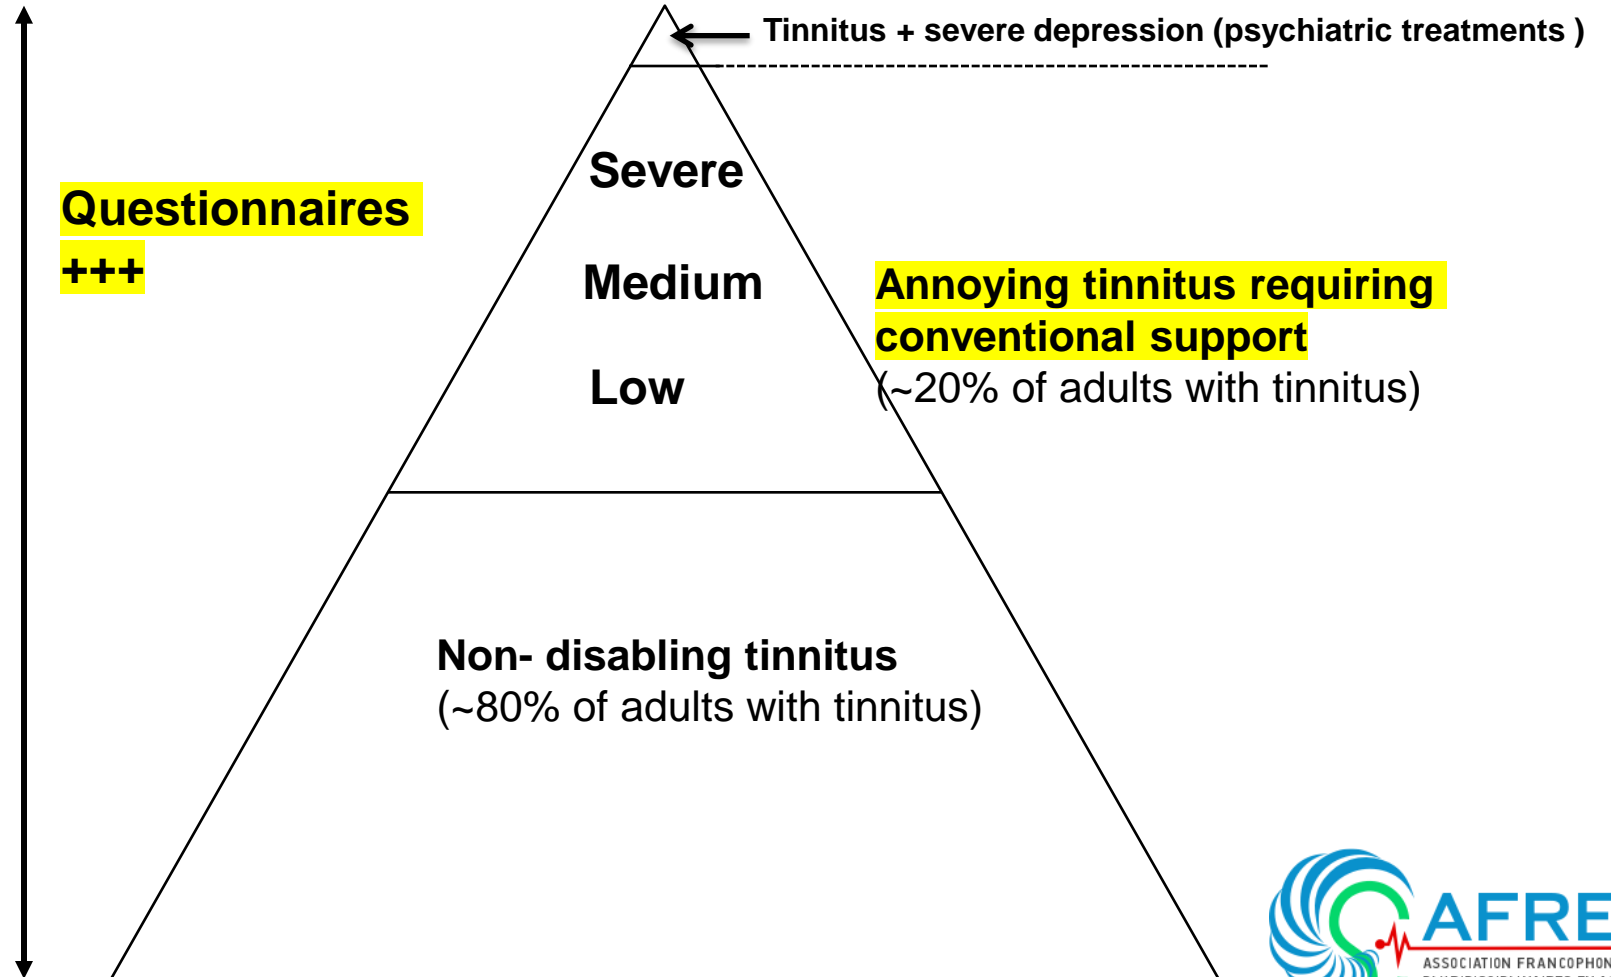 Tinnitus + severe depression (psychiatric treatments )
Severe
Questionnaires
+++
Medium
Annoying tinnitus requiring
conventional support
(~20% of adults with tinnitus)
Low
Non- disabling tinnitus
(~80% of adults with tinnitus)
AFRE
ASSOCIATION FRANCOPHON